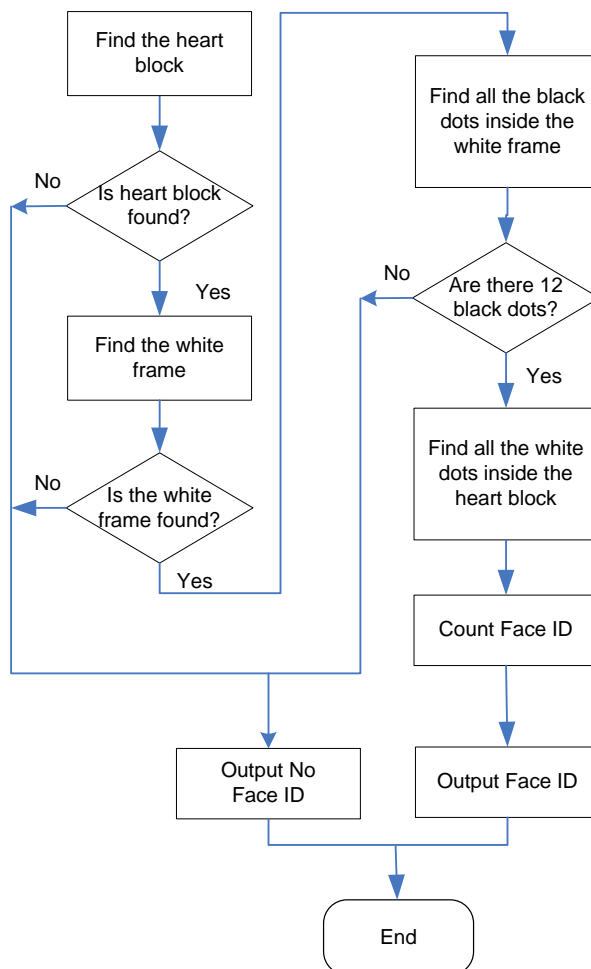 Find the heart
block
No
Is heart block
found?
Yes
Find the white
frame
No
Is the white
frame found?
Yes
Find all the black
dots inside the
white frame
No
Are there 12
black dots?
Yes
Find all the white
dots inside the
heart block
Count Face ID
Output No
Face ID
Output Face ID
End